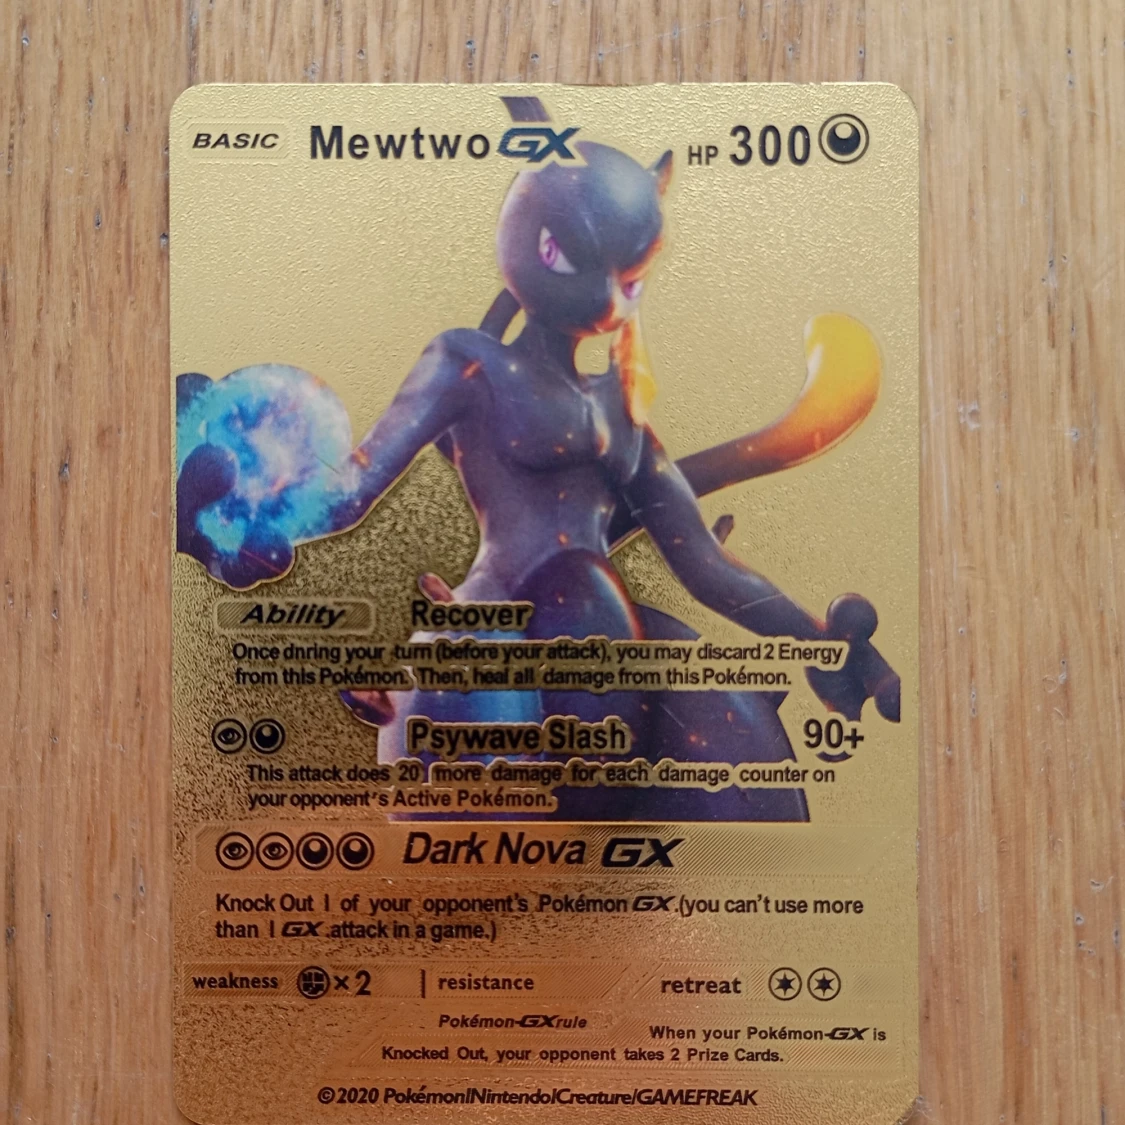 BASIC Mewtwo GX HP 300
Ability Recover
Once dnring your turn (before your attack), you may discard 2 Energy
from this Pokémon. Then, heal all damage from this Pokémon.
Psywave Slash 90+
This attack does 20 more damage for each damage counter on
your opponent's Active Pokémon.
Dark Nova GX
Knock Out 1 of your opponent's Pokémon GX.(you can't use more
than 1 GX.attack in a game.)
weakness ×2 | resistance retreat
Pokémon-GXrule When your Pokémon-GX is
Knocked Out, your opponent takes 2 Prize Cards.
©2020 Pokémon/Nintendo/Creature/GAMEFREAK